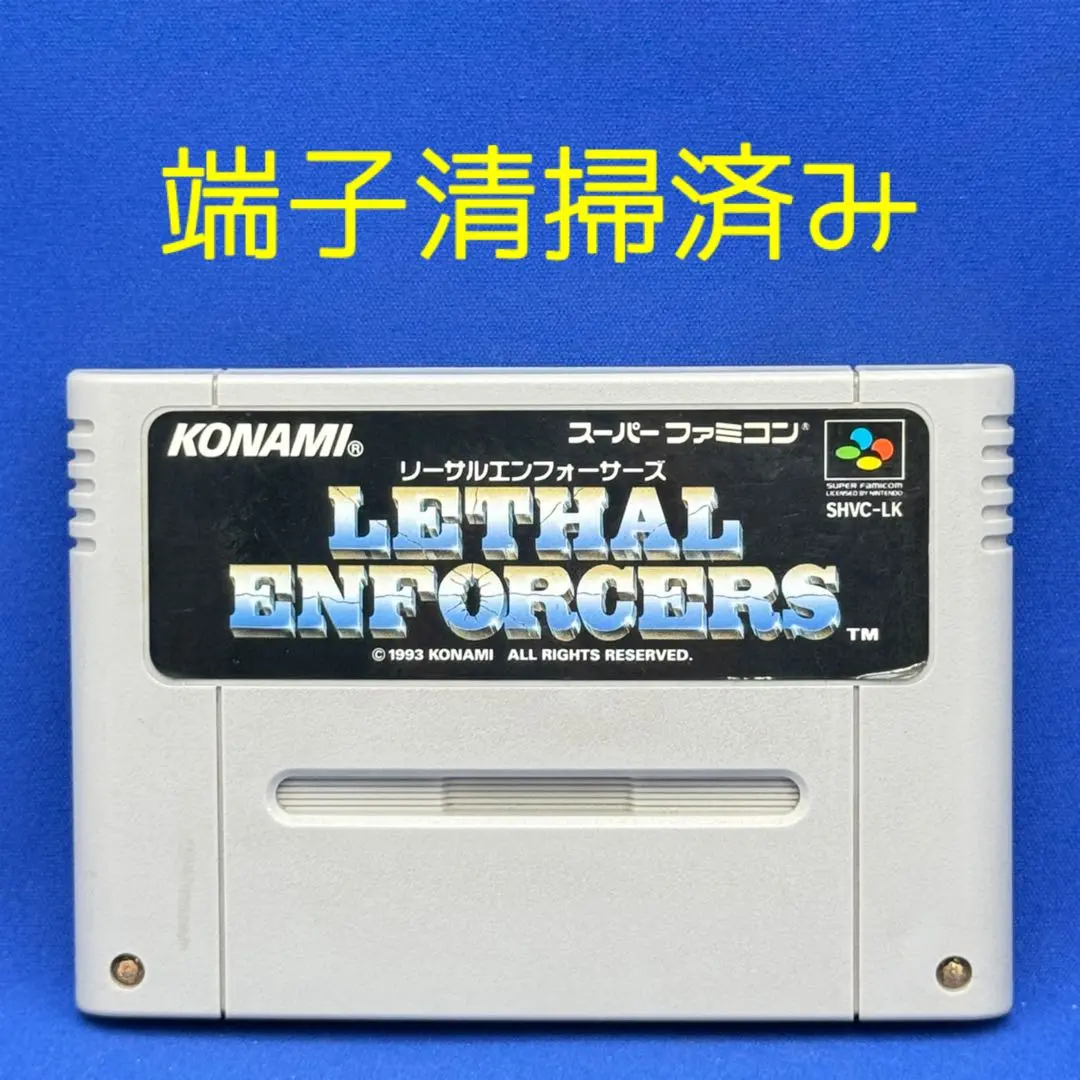 端子清掃済み
KONAMI®
スーパーファミコン®
リーサルエンフォーサーズ
SUPER FAMICOM
LICENSED BY NINTENDO
SHVC-LK
LETHAL
ENFORCERS™
© 1993 KONAMI ALL RIGHTS RESERVED.